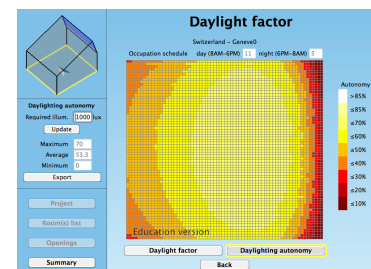 Daylight factor
Switzerland - Geneve0
Occupation schedule day (8AM-6PM) 11 night (6PM-8AM) 5
Daylighting autonomy
Required illum. 1000 lux
Update
Maximum 70
Average 53.3
Minimum 0
Export
Project
Room(s) list
Openings
Summary
Autonomy
>85%
≤85%
≤70%
≤60%
≤50%
≤40%
≤30%
≤20%
≤10%
Education version
Daylight factor
Daylighting autonomy
Back